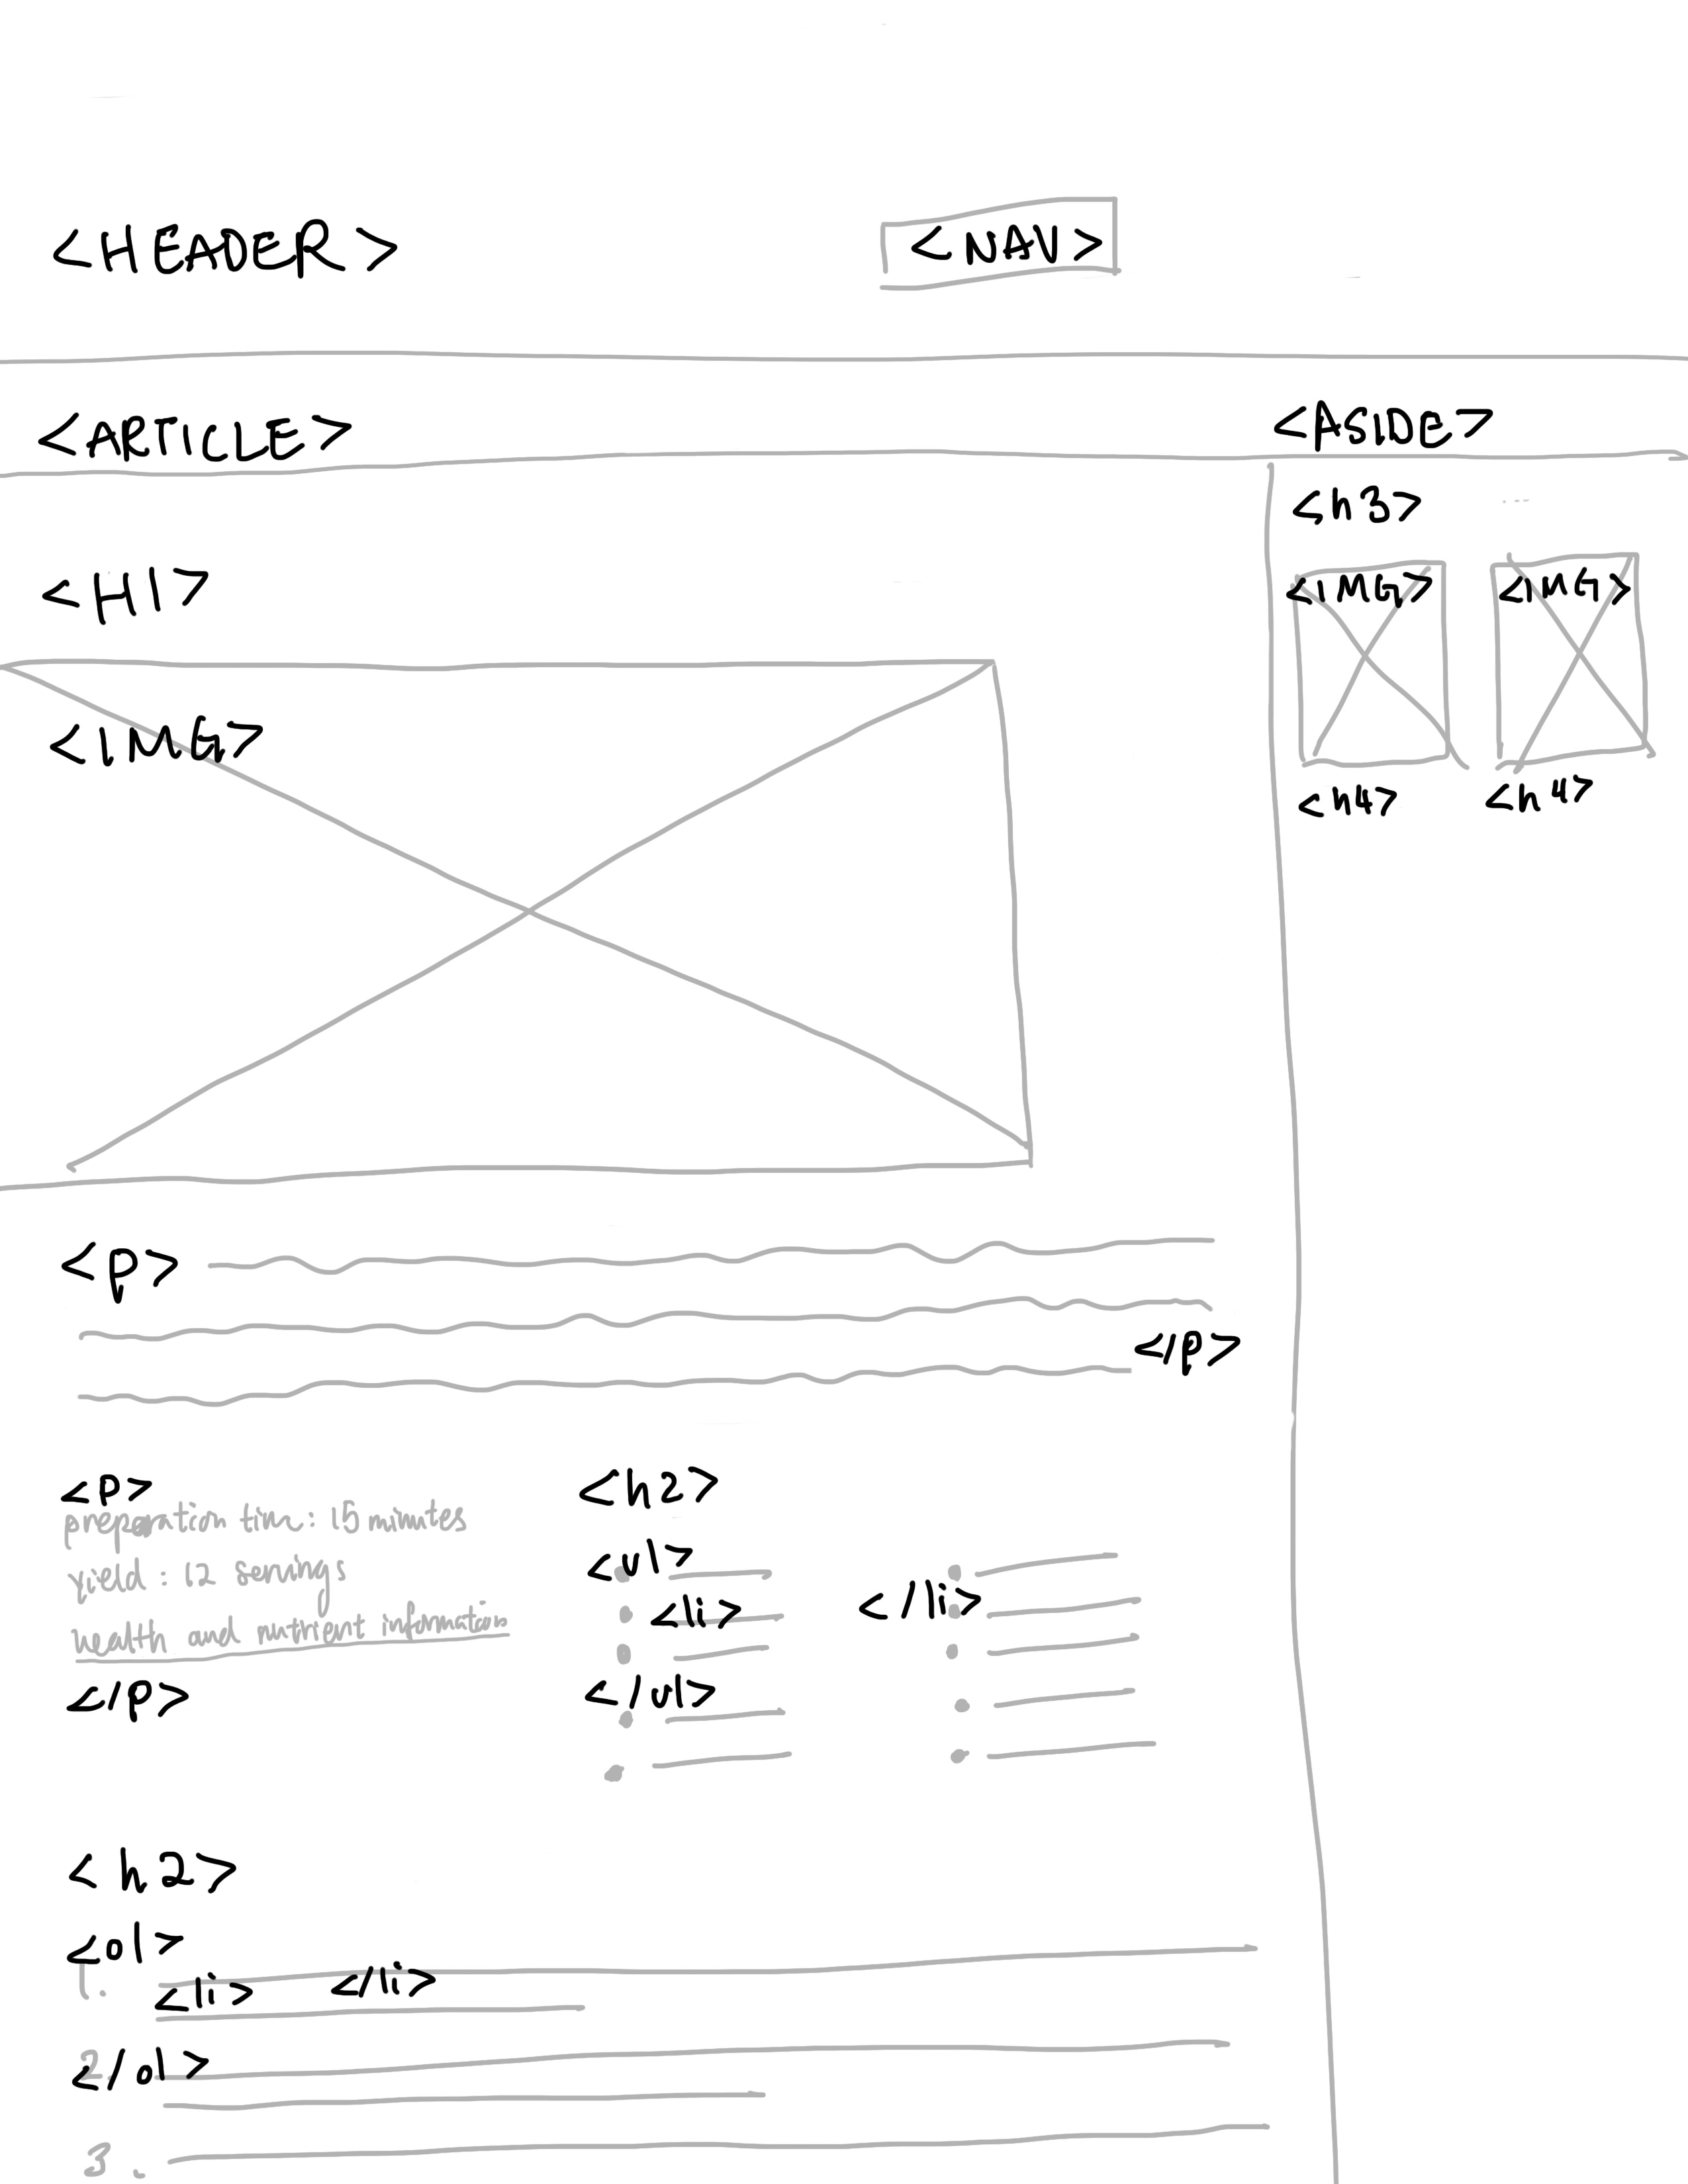 <HEADER> <NAV>
<ARTICLE> <ASIDE>
<h3>
<H1>
<IMG> <IMG>
<IMG>
<h4> <h4>
<p>
</p>
<p>
preparation tim: 15 minutes
yield: 12 servings
health and nutrient information
</p>
<h2>
<ul>
<li> </li>
</ul>
<h2>
<ol>
1.
<li> </li>
2
</ol>
3.